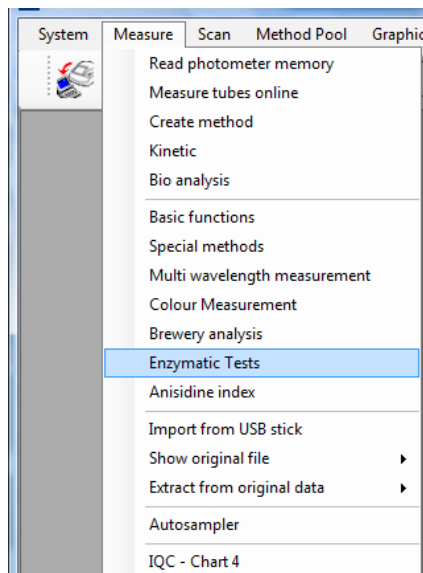 System Measure Scan Method Pool Graphic
Read photometer memory
Measure tubes online
Create method
Kinetic
Bio analysis
Basic functions
Special methods
Multi wavelength measurement
Colour Measurement
Brewery analysis
Enzymatic Tests
Anisidine index
Import from USB stick
Show original file
Extract from original data
Autosampler
IQC - Chart 4